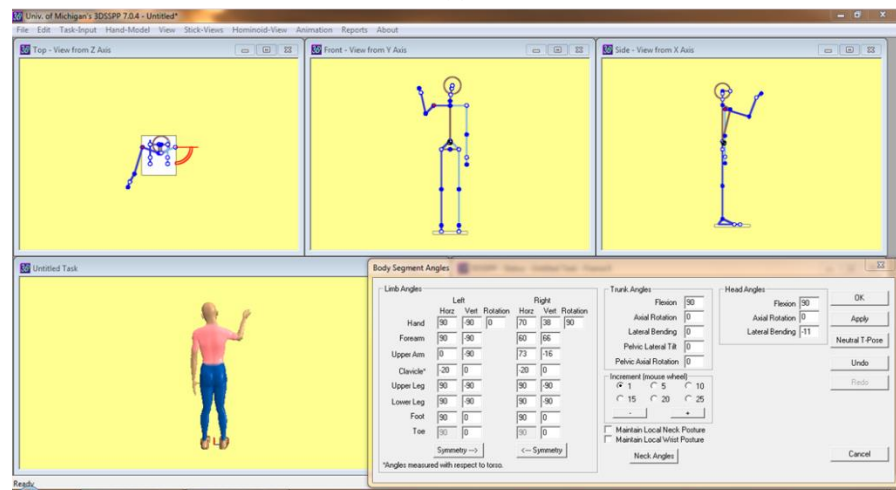 Univ. of Michigan's 3DSSPP 7.0.4 - Untitled*
File Edit Task-Input Hand-Model View Stick-Views Hominoid-View Animation Reports About
Top - View from Z Axis
Front - View from Y Axis
Side - View from X Axis
Untitled Task
Body Segment Angles
Limb Angles
Left Right
Horz Vert Rotation Horz Vert Rotation
Hand 90 -90 0 70 38 90
Forearm 90 -90 60 66
Upper Arm 0 -90 73 -16
Clavicle* -20 0 -20 0
Upper Leg 90 -90 90 -90
Lower Leg 90 -90 90 -90
Foot 90 0 90 0
Toe 90 0 90 0
Symmetry --> <-- Symmetry
*Angles measured with respect to torso.
Trunk Angles
Flexion 90
Axial Rotation 0
Lateral Bending 0
Pelvic Lateral Tilt 0
Pelvic Axial Rotation 0
Increment (mouse wheel)
1 5 10
15 20 25
- +
Maintain Local Neck Posture
Maintain Local Wrist Posture
Neck Angles
Head Angles
Flexion 90
Axial Rotation 0
Lateral Bending -11
OK
Apply
Neutral T-Pose
Undo
Redo
Cancel
Ready